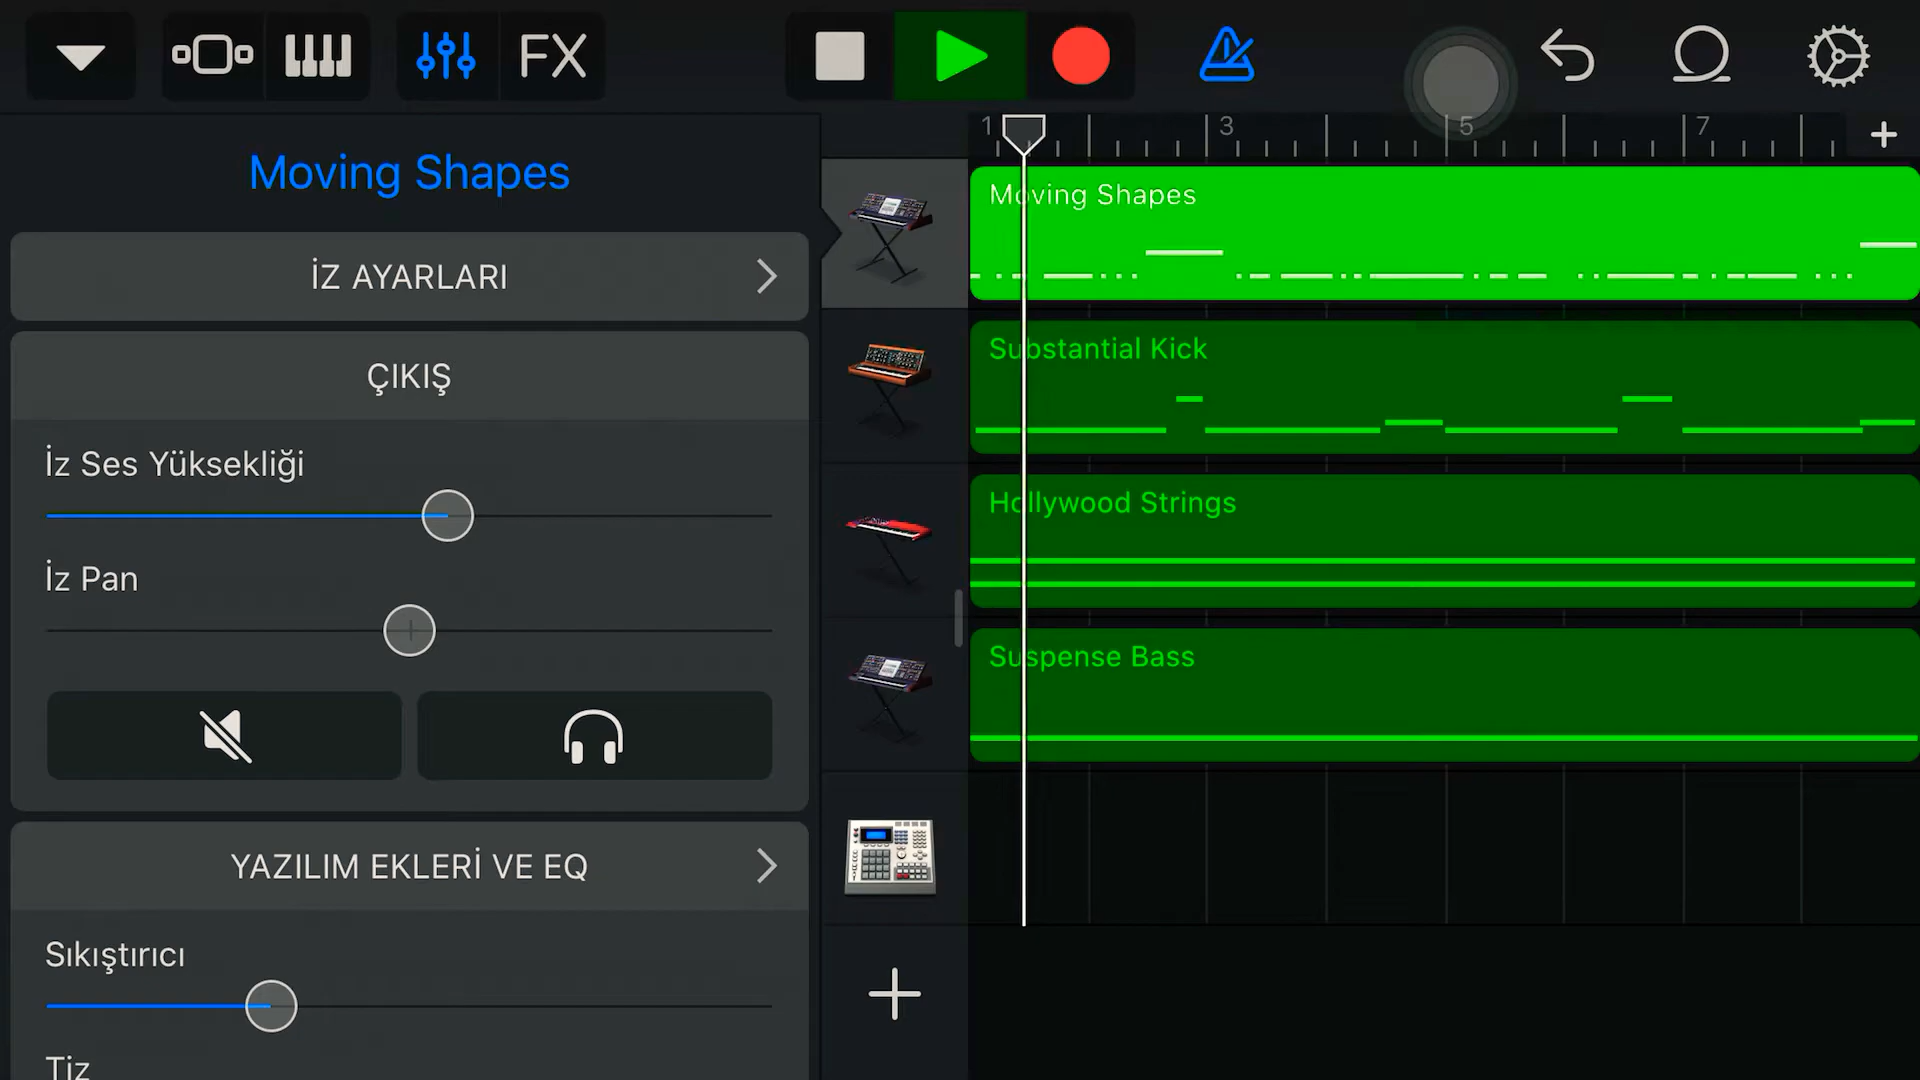 FX
1
3
5
7
Moving Shapes
İZ AYARLARI
ÇIKIŞ
İz Ses Yüksekliği
İz Pan
YAZILIM EKLERİ VE EQ
Sıkıştırıcı
Tiz
Moving Shapes
Substantial Kick
Hollywood Strings
Suspense Bass